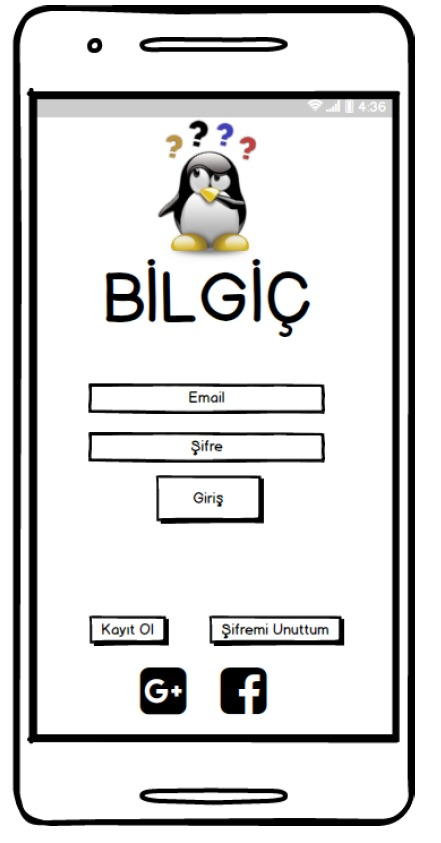 4:36
? ? ? ?
BİLGİÇ
Email
Şifre
Giriş
Kayıt Ol
Şifremi Unuttum
G+ f